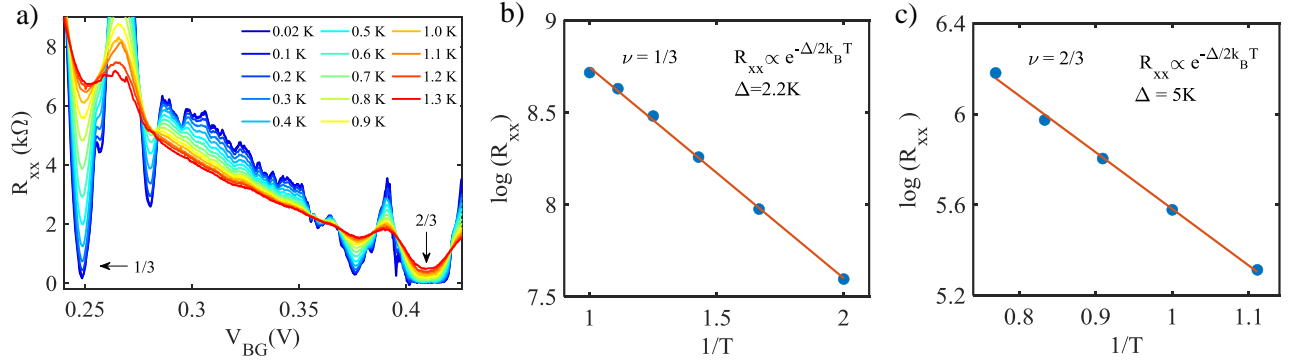 a)
R_xx (kΩ)
8
6
4
2
0
0.25 0.3 0.35 0.4
V_BG(V)
0.02 K 0.5 K 1.0 K
0.1 K 0.6 K 1.1 K
0.2 K 0.7 K 1.2 K
0.3 K 0.8 K 1.3 K
0.4 K 0.9 K
1/3
2/3
b)
log (R_xx)
9
8.5
8
7.5
1 1.5 2
1/T
ν = 1/3
R_xx ∝ e^{-Δ/2k_B T}
Δ=2.2K
c)
log (R_xx)
6.4
6
5.6
5.2
0.8 0.9 1 1.1
1/T
ν = 2/3
R_xx ∝ e^{-Δ/2k_B T}
Δ = 5K